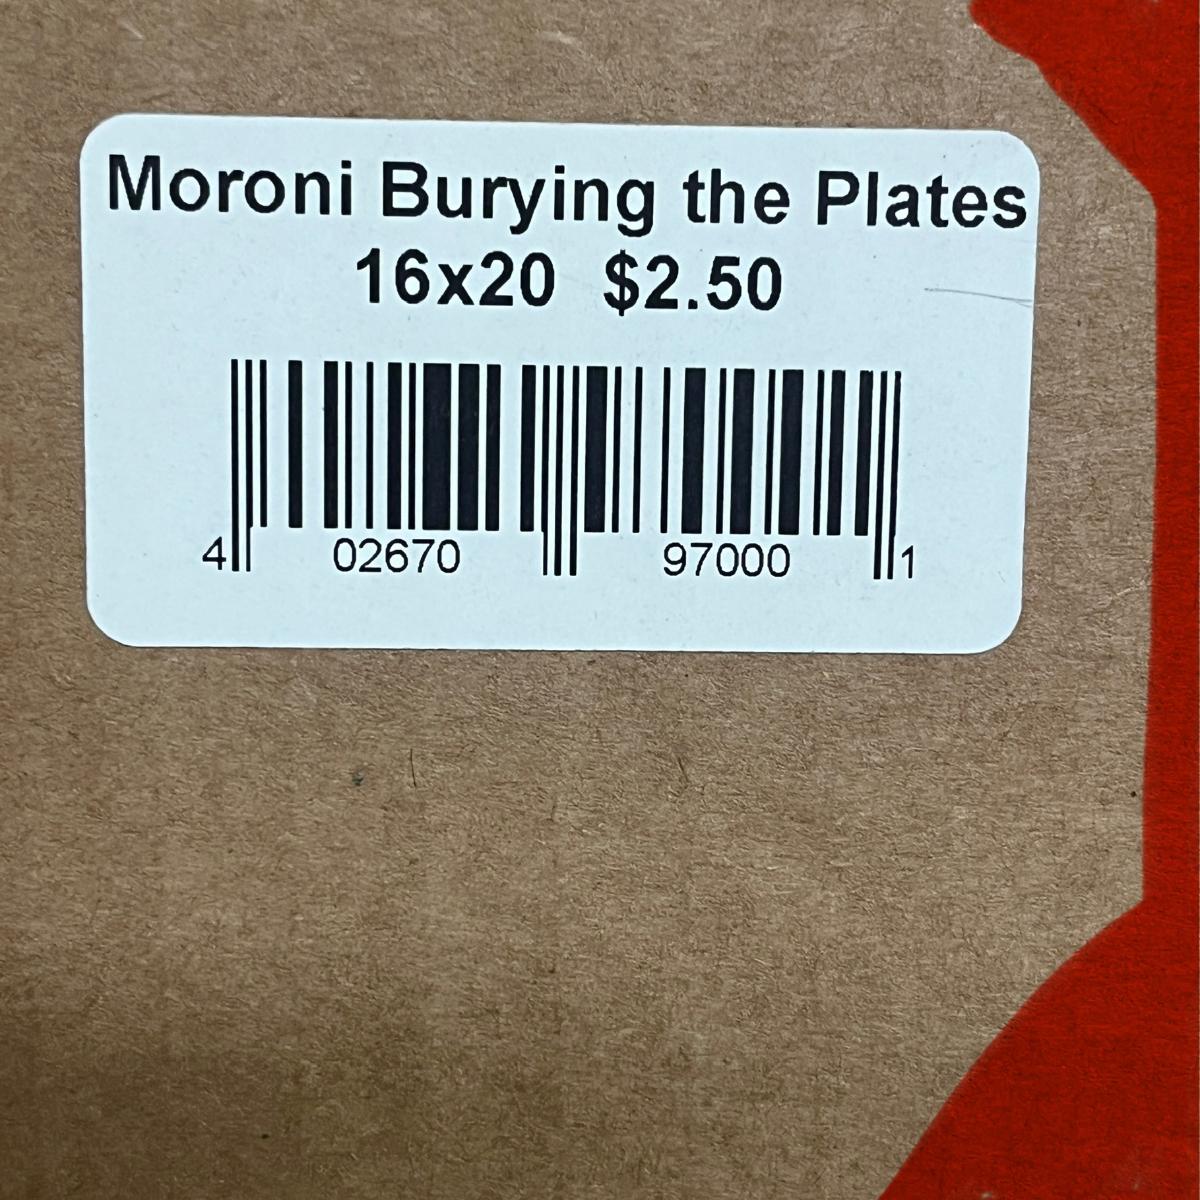 Moroni Burying the Plates
16x20 $2.50
4 02670 97000 1